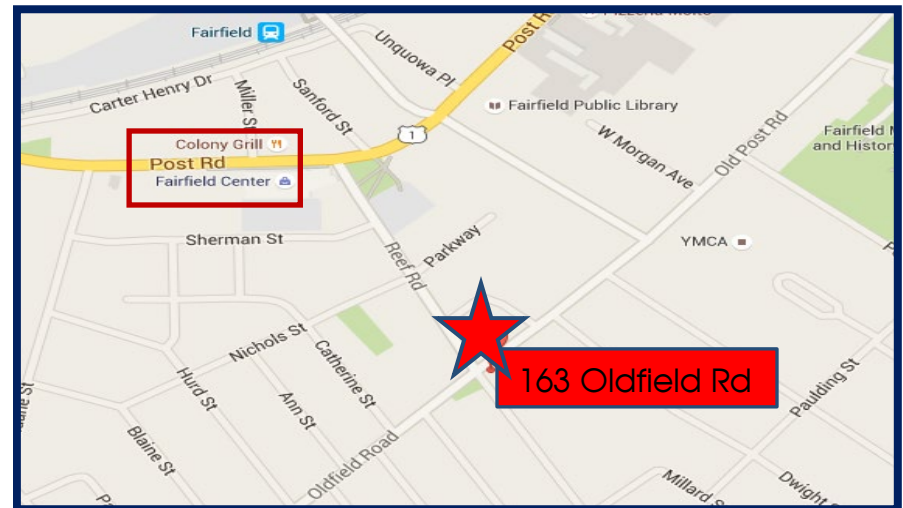 Fairfield
Unquowa Pl
Post R
Carter Henry Dr
Miller St
Sanford St
Fairfield Public Library
1
Colony Grill
Post Rd
Fairfield Center
W Morgan Ave
Old Post Rd
Fairfield
and Histor
Sherman St
Reef Rd
Parkway
YMCA
Nichols St
Catherine St
Hurd St
Ann St
163 Oldfield Rd
Paulding St
Blaine St
Oldfield Road
Millard
Dwight